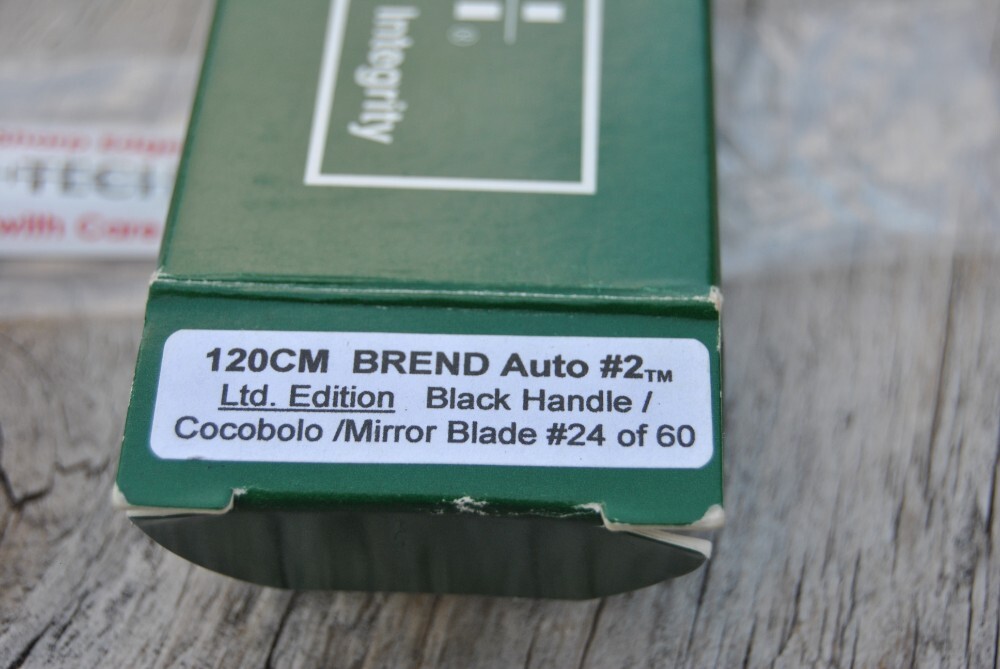 Integrity
TECH
with Care
120CM BREND Auto #2TM
Ltd. Edition Black Handle /
Cocobolo /Mirror Blade #24 of 60